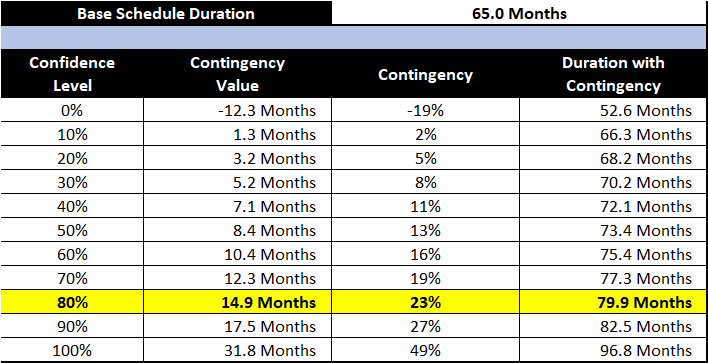 Base Schedule Duration 65.0 Months
Confidence Level Contingency Value Contingency Duration with Contingency
0% -12.3 Months -19% 52.6 Months
10% 1.3 Months 2% 66.3 Months
20% 3.2 Months 5% 68.2 Months
30% 5.2 Months 8% 70.2 Months
40% 7.1 Months 11% 72.1 Months
50% 8.4 Months 13% 73.4 Months
60% 10.4 Months 16% 75.4 Months
70% 12.3 Months 19% 77.3 Months
80% 14.9 Months 23% 79.9 Months
90% 17.5 Months 27% 82.5 Months
100% 31.8 Months 49% 96.8 Months